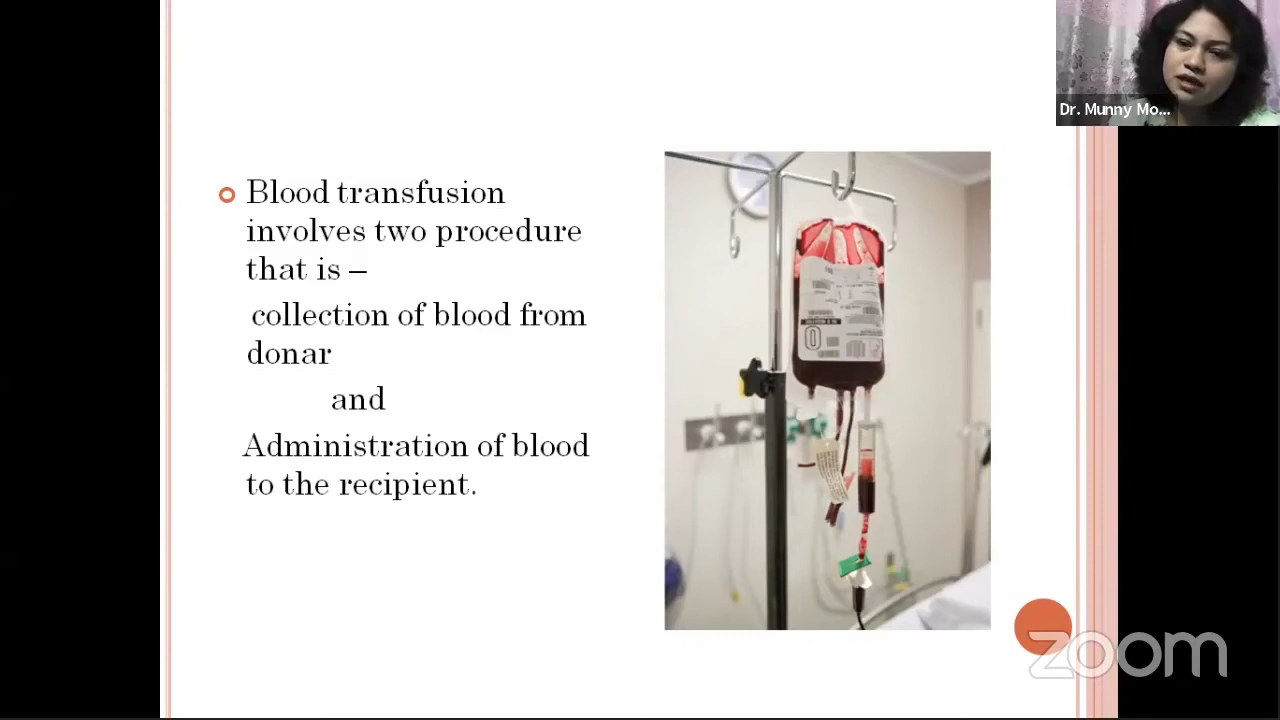 Dr. Munny Mo...
Blood transfusion
involves two procedure
that is –
collection of blood from
donar
and
Administration of blood
to the recipient.
O
zoom